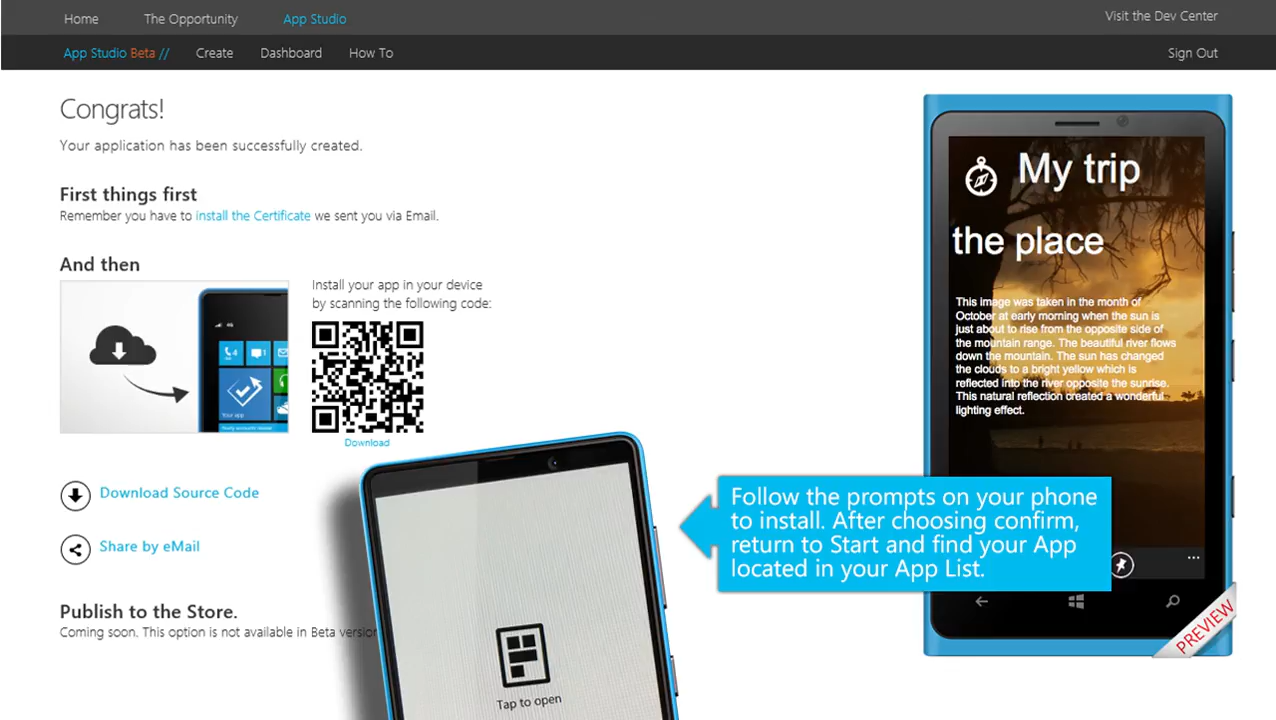 Home The Opportunity App Studio Visit the Dev Center
App Studio Beta // Create Dashboard How To Sign Out
Congrats!
Your application has been successfully created.
First things first
Remember you have to install the Certificate we sent you via Email.
And then
Install your app in your device
by scanning the following code:
4G
4
1
Your app
Download
Download Source Code
Share by eMail
Publish to the Store.
Coming soon. This option is not available in Beta version
Tap to open
Follow the prompts on your phone
to install. After choosing confirm,
return to Start and find your App
located in your App List.
My trip
the place
This image was taken in the month of
October at early morning when the sun is
just about to rise from the opposite side of
the mountain range. The beautiful river flows
down the mountain. The sun has changed
the clouds to a bright yellow which is
reflected into the river opposite the sunrise.
This natural reflection created a wonderful
lighting effect.
PREVIEW